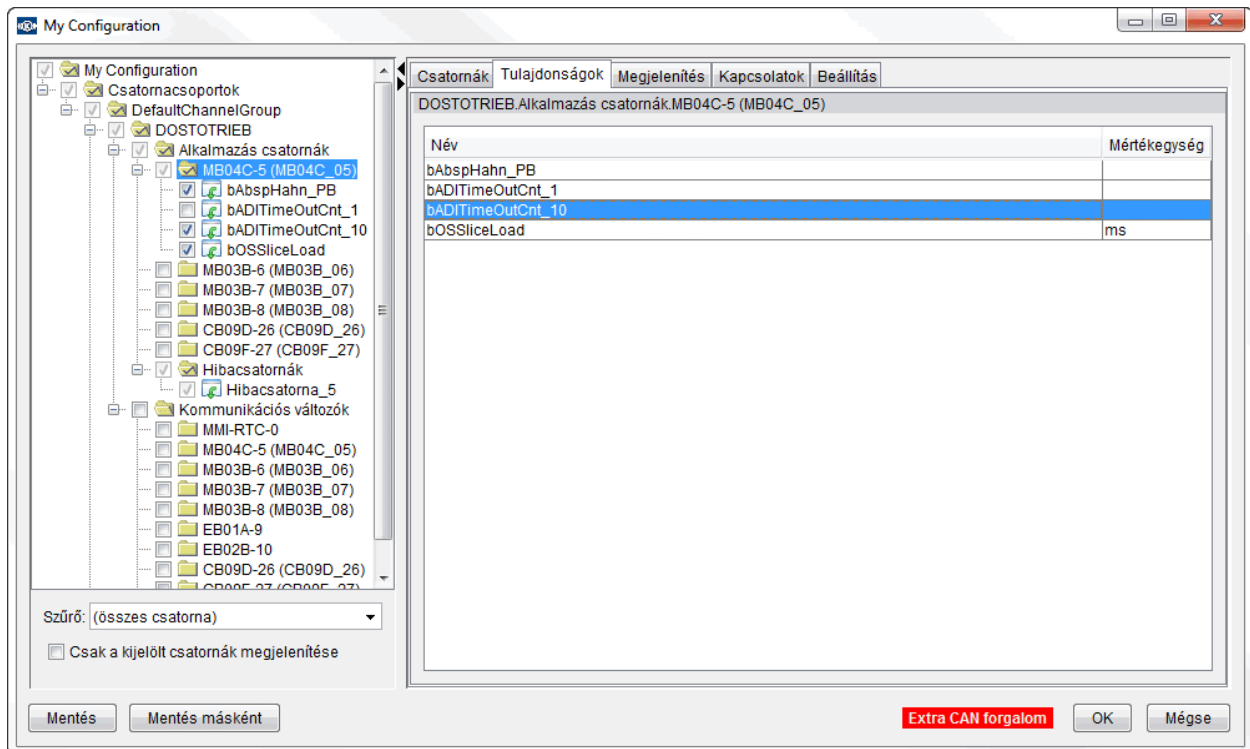 My Configuration
My Configuration
Csatornacsoportok
DefaultChannelGroup
DOSTOTRIEB
Alkalmazás csatornák
MB04C-5 (MB04C_05)
bAbspHahn_PB
bADITimeOutCnt_1
bADITimeOutCnt_10
bOSSliceLoad
MB03B-6 (MB03B_06)
MB03B-7 (MB03B_07)
MB03B-8 (MB03B_08)
CB09D-26 (CB09D_26)
CB09F-27 (CB09F_27)
Hibacsatornák
Hibacsatorna_5
Kommunikációs változók
MMI-RTC-0
MB04C-5 (MB04C_05)
MB03B-6 (MB03B_06)
MB03B-7 (MB03B_07)
MB03B-8 (MB03B_08)
EB01A-9
EB02B-10
CB09D-26 (CB09D_26)
CB09F-27 (CB09F_27)
Szűrő: (összes csatorna)
Csak a kijelölt csatornák megjelenítése
Csatornák Tulajdonságok Megjelenítés Kapcsolatok Beállítás
DOSTOTRIEB.Alkalmazás csatornák.MB04C-5 (MB04C_05)
Név Mértékegység
bAbspHahn_PB
bADITimeOutCnt_1
bADITimeOutCnt_10
bOSSliceLoad ms
Mentés Mentés másként Extra CAN forgalom OK Mégse